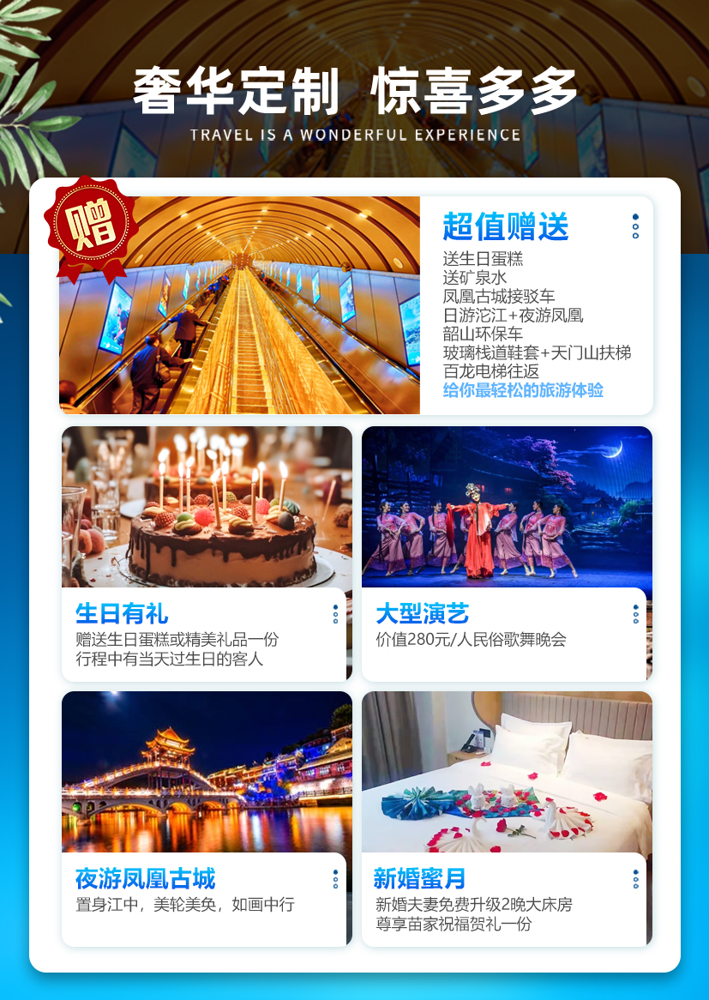 奢华定制 惊喜多多
TRAVEL IS A WONDERFUL EXPERIENCE
赠
超值赠送
送生日蛋糕
送矿泉水
凤凰古城接驳车
日游沱江+夜游凤凰
韶山环保车
玻璃栈道鞋套+天门山扶梯
百龙电梯往返
给你最轻松的旅游体验
生日有礼
赠送生日蛋糕或精美礼品一份
行程中有当天过生日的客人
大型演艺
价值280元/人民俗歌舞晚会
夜游凤凰古城
置身江中，美轮美奂，如画中行
新婚蜜月
新婚夫妻免费升级2晚大床房
尊享苗家祝福贺礼一份